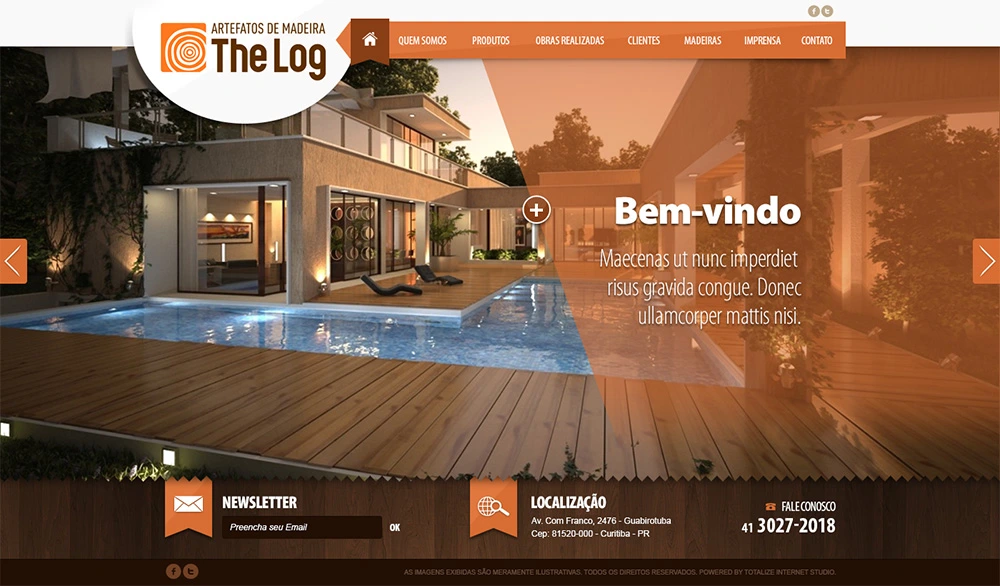 ARTEFATOS DE MADEIRA
The Log
QUEM SOMOS
PRODUTOS
OBRAS REALIZADAS
CLIENTES
MADEIRAS
IMPRENSA
CONTATO
Bem-vindo
Maecenas ut nunc imperdiet
risus gravida congue. Donec
ullamcorper mattis nisi.
NEWSLETTER
Preencha seu Email
OK
LOCALIZAÇÃO
Av. Com Franco, 2476 - Guabirotuba
Cep: 81520-000 - Curitiba - PR
FALE CONOSCO
41 3027-2018
AS IMAGENS EXIBIDAS SÃO MERAMENTE ILUSTRATIVAS. TODOS OS DIREITOS RESERVADOS. POWERED BY TOTALIZE INTERNET STUDIO.